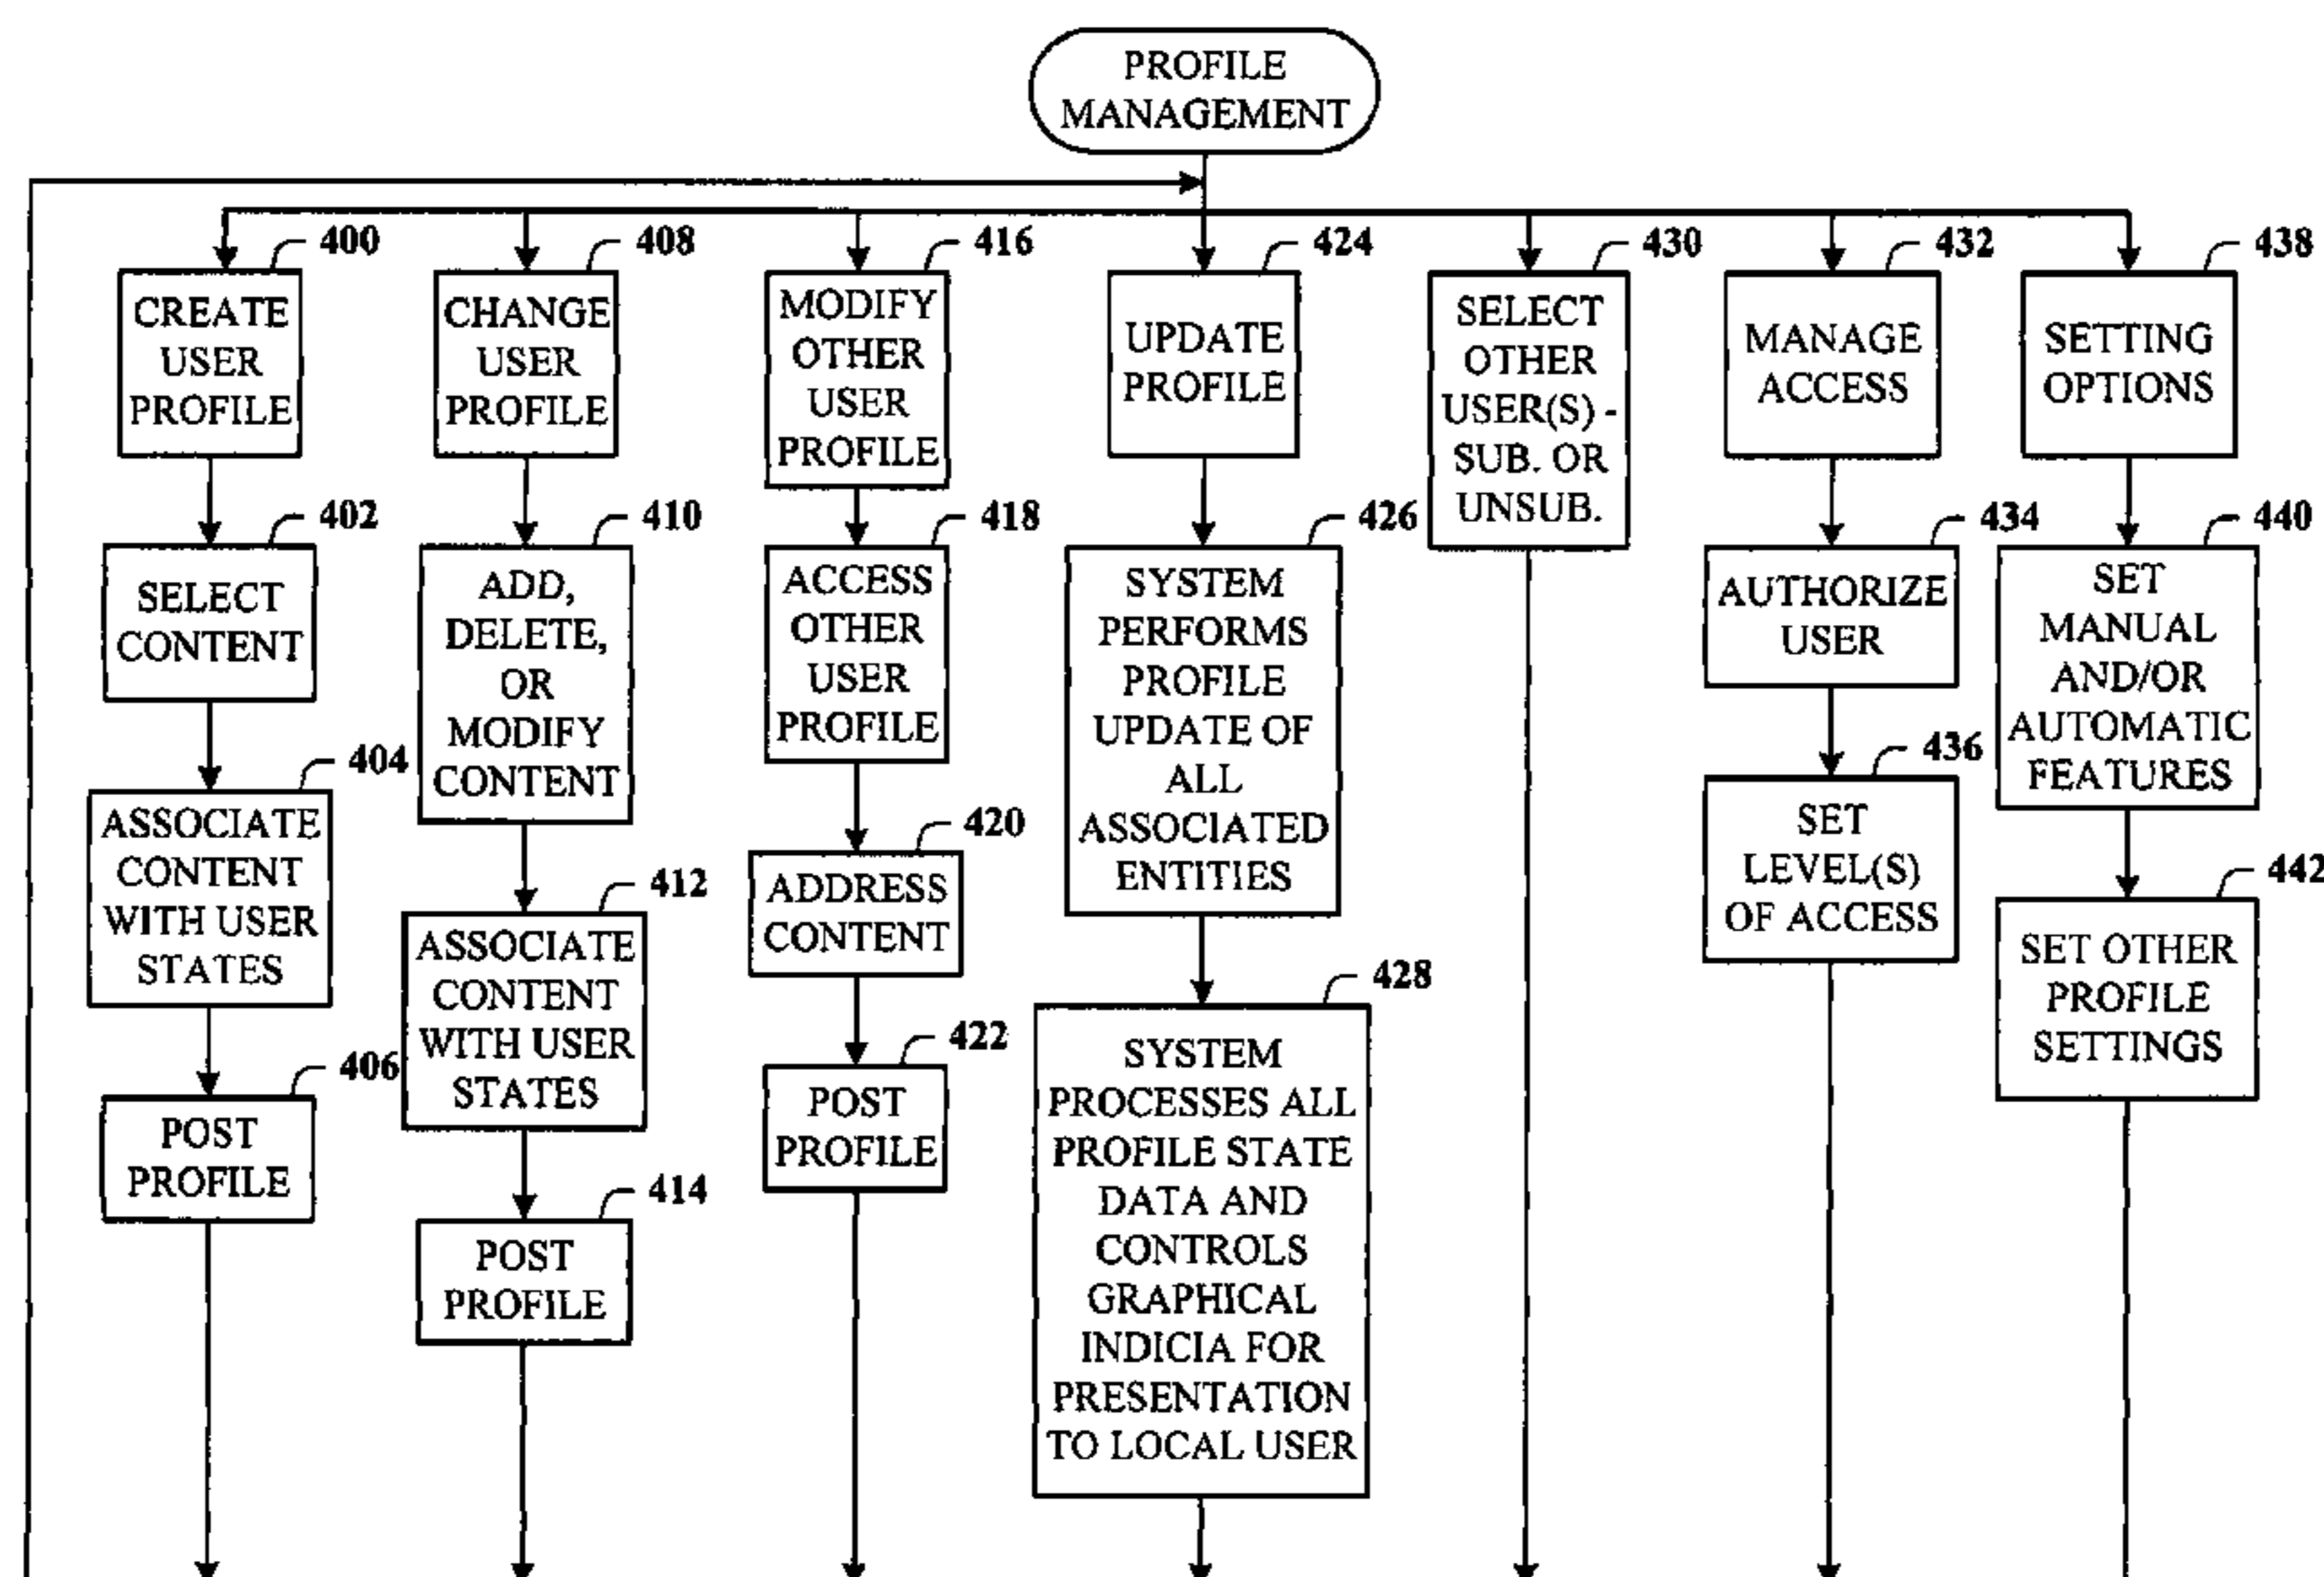 PROFILE
MANAGEMENT
400
CREATE
USER
PROFILE
402
SELECT
CONTENT
404
ASSOCIATE
CONTENT
WITH USER
STATES
406
POST
PROFILE
408
CHANGE
USER
PROFILE
410
ADD,
DELETE,
OR
MODIFY
CONTENT
412
ASSOCIATE
CONTENT
WITH USER
STATES
414
POST
PROFILE
416
MODIFY
OTHER
USER
PROFILE
418
ACCESS
OTHER
USER
PROFILE
420
ADDRESS
CONTENT
422
POST
PROFILE
424
UPDATE
PROFILE
426
SYSTEM
PERFORMS
PROFILE
UPDATE OF
ALL
ASSOCIATED
ENTITIES
428
SYSTEM
PROCESSES ALL
PROFILE STATE
DATA AND
CONTROLS
GRAPHICAL
INDICIA FOR
PRESENTATION
TO LOCAL USER
430
SELECT
OTHER
USER(S) -
SUB. OR
UNSUB.
432
MANAGE
ACCESS
434
AUTHORIZE
USER
436
SET
LEVEL(S)
OF ACCESS
438
SETTING
OPTIONS
440
SET
MANUAL
AND/OR
AUTOMATIC
FEATURES
442
SET OTHER
PROFILE
SETTINGS